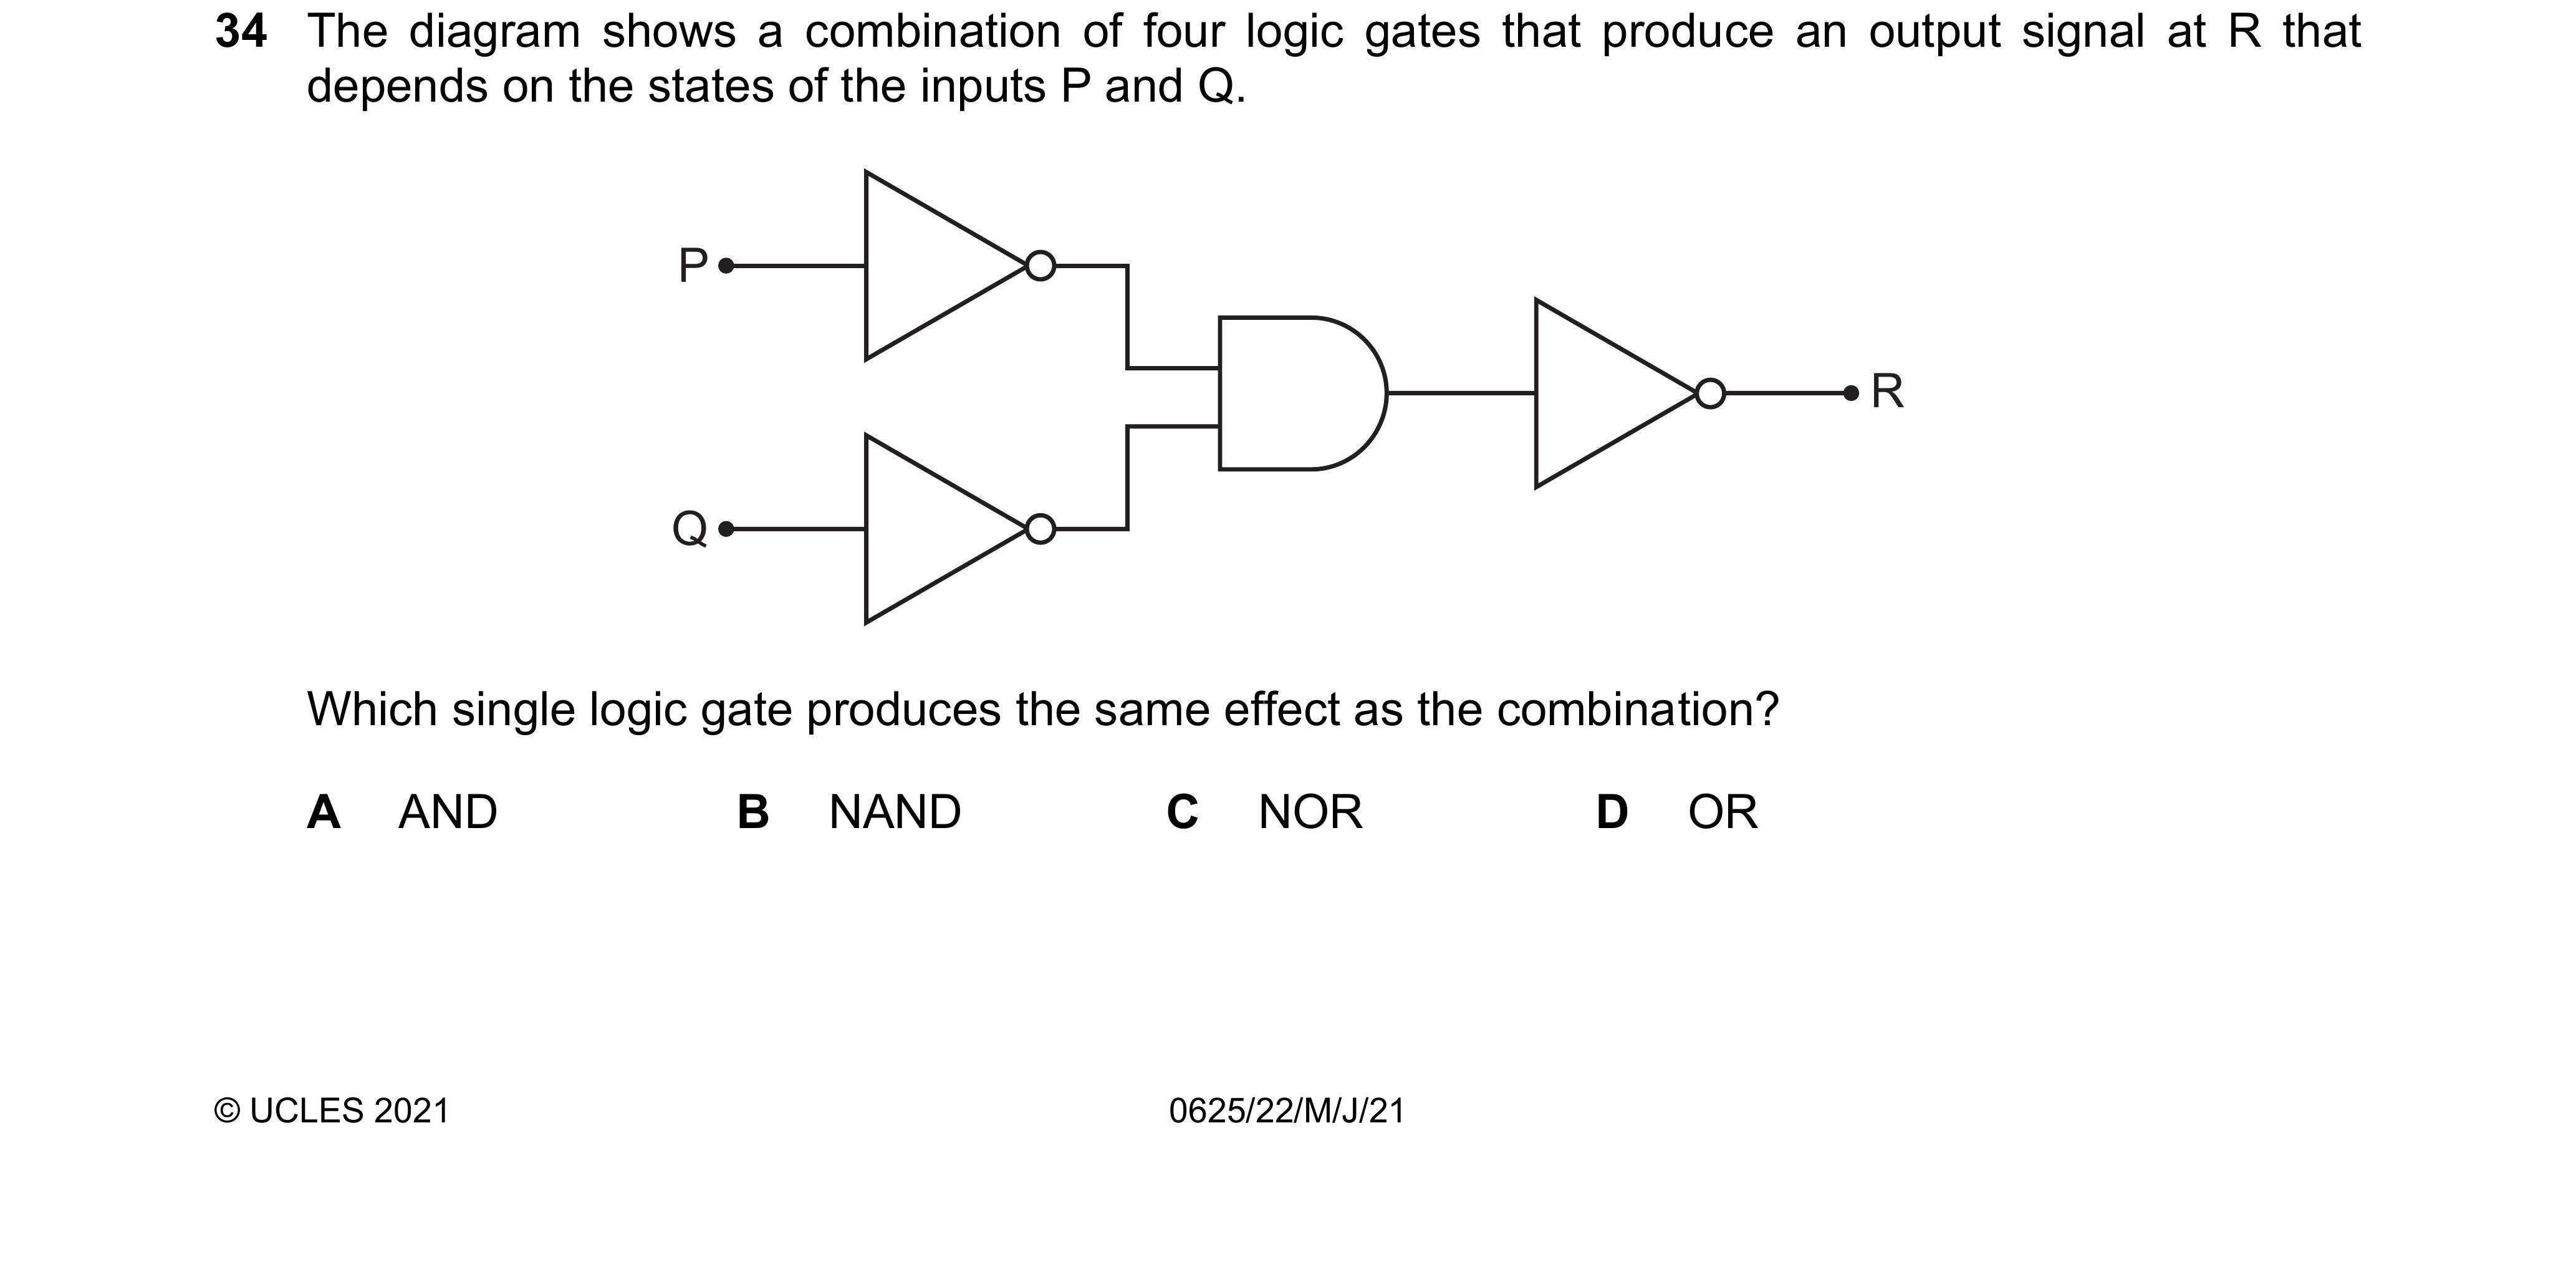 34 The diagram shows a combination of four logic gates that produce an output signal at R that
depends on the states of the inputs P and Q.
P
R
Q
Which single logic gate produces the same effect as the combination?
A AND B NAND C NOR D OR
© UCLES 2021 0625/22/M/J/21